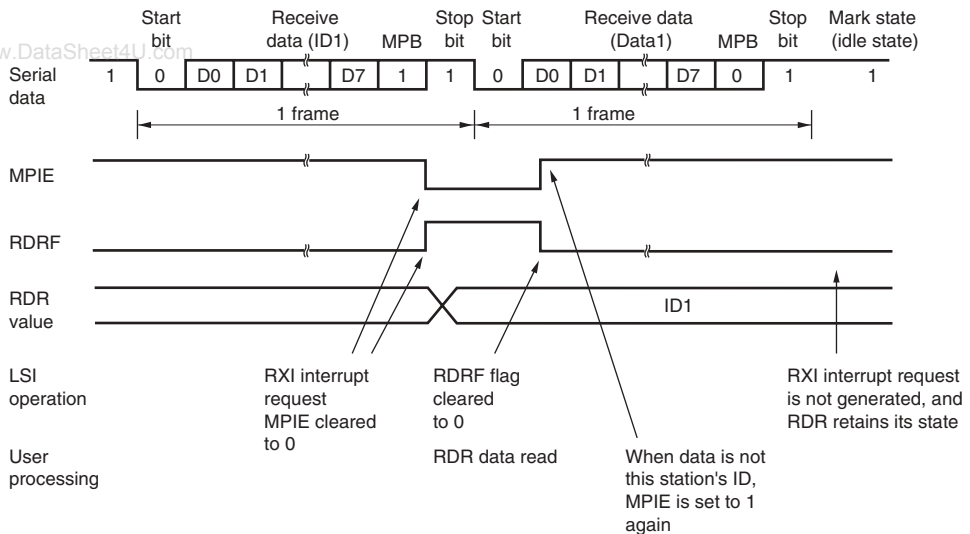 Start bit
Receive data (ID1)
MPB
Stop bit
Start bit
Receive data (Data1)
MPB
Stop bit
Mark state (idle state)
w.DataSheet4U.com
Serial data
1 0 D0 D1 D7 1 1 0 D0 D1 D7 0 1 1
1 frame
1 frame
MPIE
RDRF
RDR value
ID1
LSI operation
RXI interrupt request
MPIE cleared to 0
RDRF flag cleared to 0
RXI interrupt request is not generated, and RDR retains its state
User processing
RDR data read
When data is not this station's ID, MPIE is set to 1 again